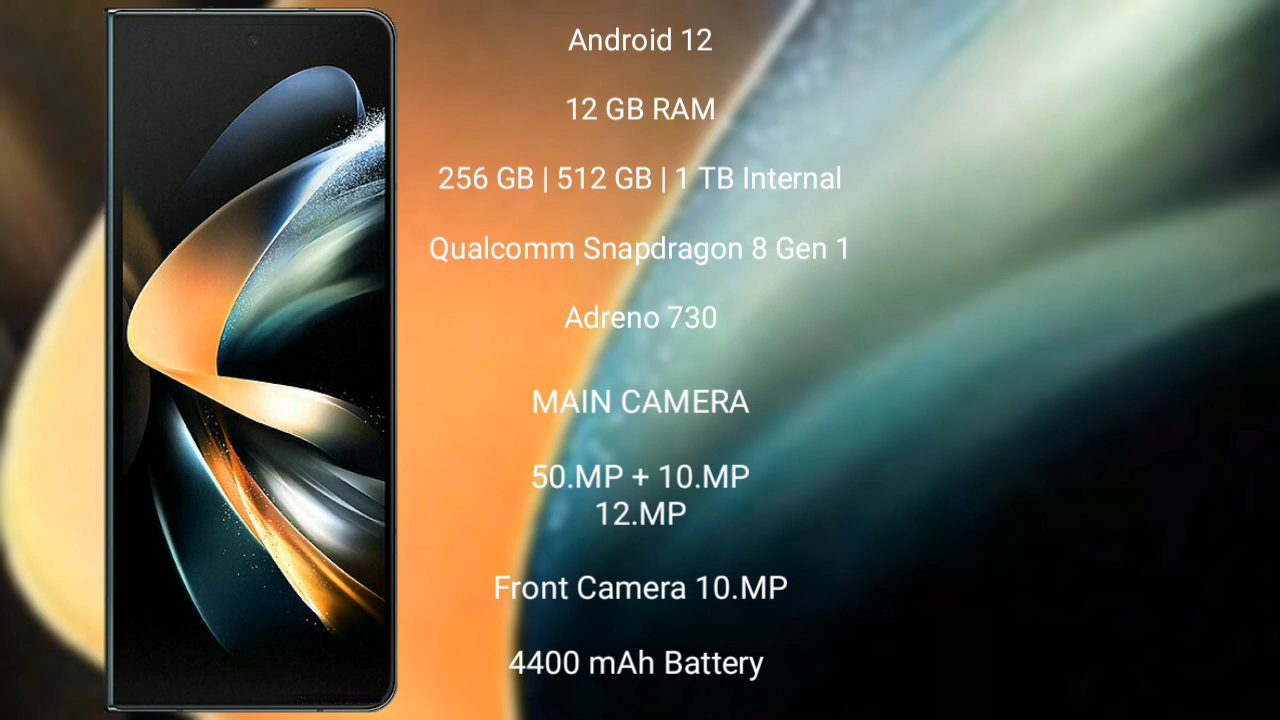 Android 12
12 GB RAM
256 GB | 512 GB | 1 TB Internal
Qualcomm Snapdragon 8 Gen 1
Adreno 730
MAIN CAMERA
50.MP + 10.MP
12.MP
Front Camera 10.MP
4400 mAh Battery